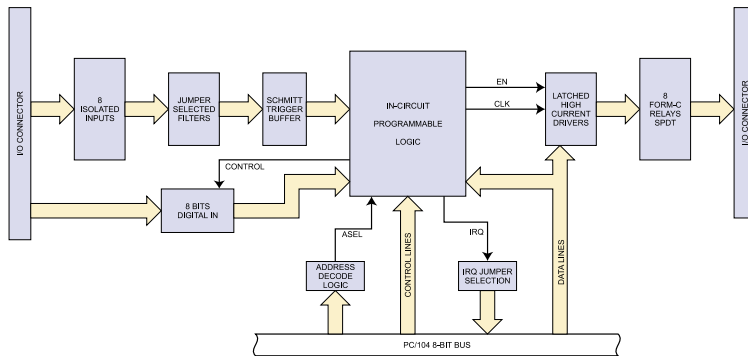 I/O CONNECTOR
8
ISOLATED
INPUTS
JUMPER
SELECTED
FILTERS
SCHMITT
TRIGGER
BUFFER
IN-CIRCUIT
PROGRAMMABLE
LOGIC
EN
CLK
LATCHED
HIGH
CURRENT
DRIVERS
8
FORM-C
RELAYS
SPDT
I/O CONNECTOR
CONTROL
8 BITS
DIGITAL IN
ASEL
ADDRESS
DECODE
LOGIC
CONTROL LINES
IRQ
IRQ JUMPER
SELECTION
DATA LINES
PC/104 8-BIT BUS